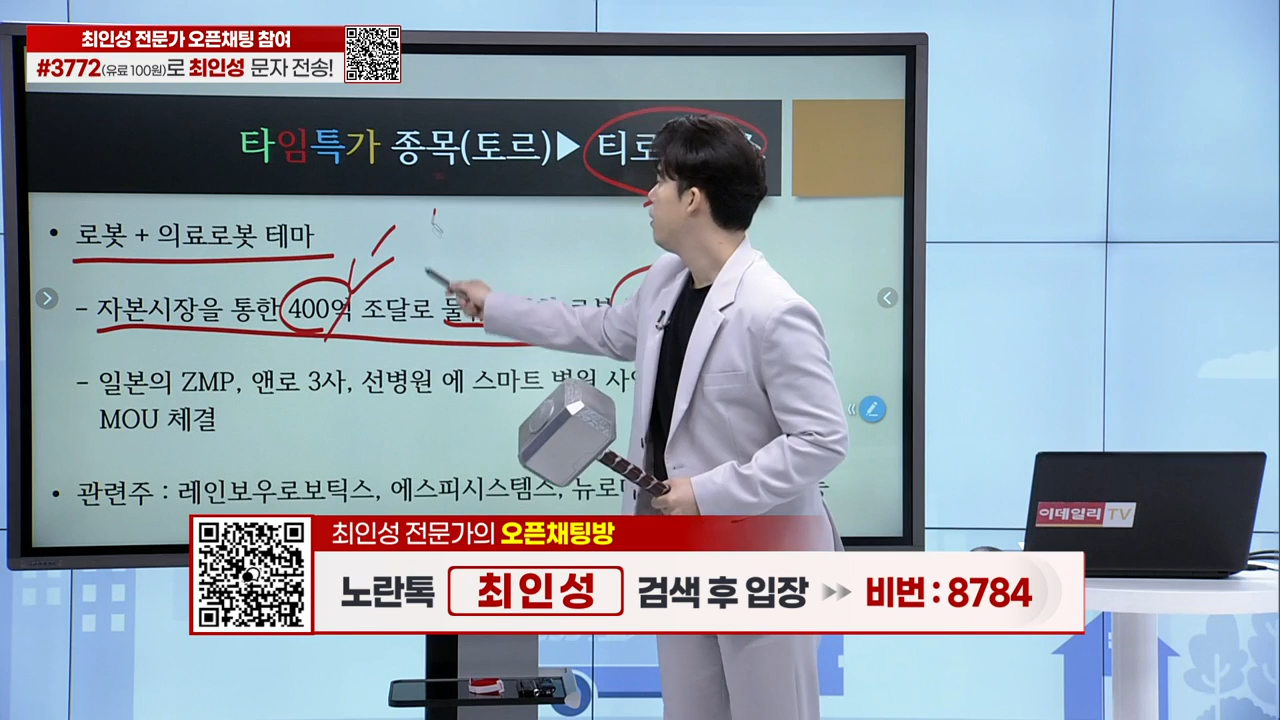 최인성 전문가 오픈채팅 참여
#3772(유료 100원)로 최인성 문자 전송!
타임특가 종목(토르)▶ 티로
• 로봇 + 의료로봇 테마
– 자본시장을 통한 400억 조달로
– 일본의 ZMP, 앤로 3사, 선병원 에 스마트 병원
MOU 체결
• 관련주 : 레인보우로보틱스, 에스피시스템스, 뉴로메 등
이데일리TV
최인성 전문가의 오픈채팅방
노란톡 최인성 검색 후 입장 비번 : 8784